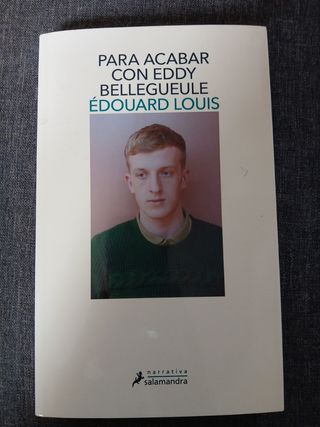 PARA ACABAR
CON EDDY
BELLEGUEULE
ÉDOUARD LOUIS
narrativa
salamandra